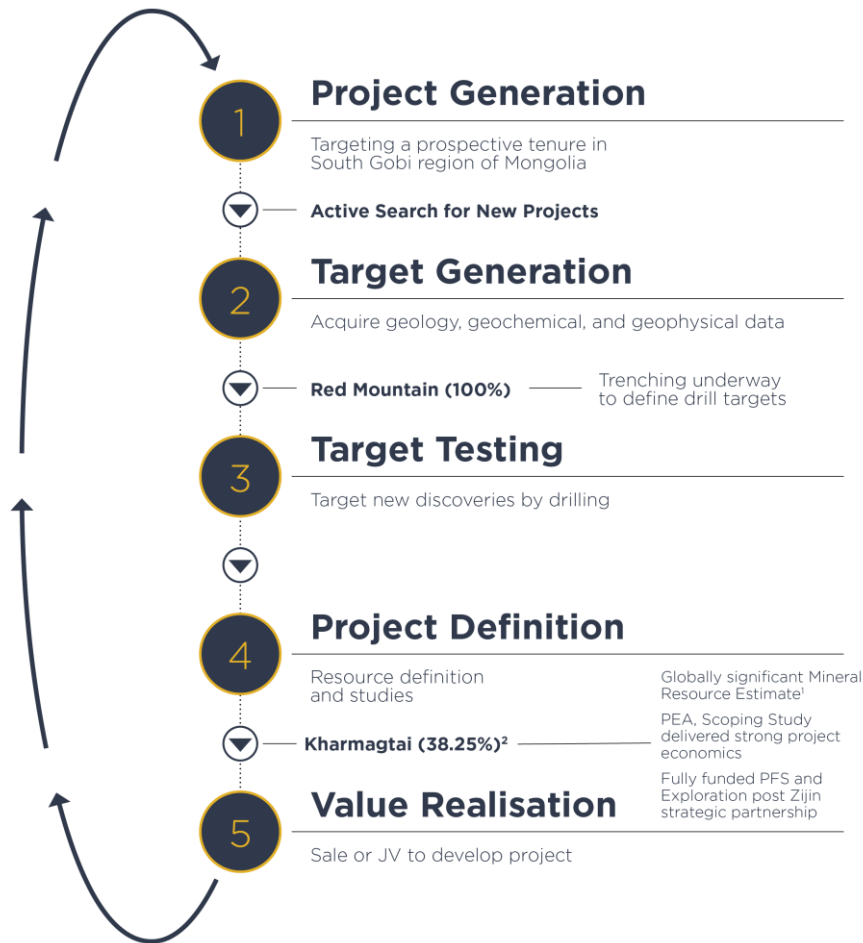 1
Project Generation
Targeting a prospective tenure in
South Gobi region of Mongolia
Active Search for New Projects
2
Target Generation
Acquire geology, geochemical, and geophysical data
Red Mountain (100%)
Trenching underway
to define drill targets
3
Target Testing
Target new discoveries by drilling
4
Project Definition
Resource definition
and studies
Globally significant Mineral
Resource Estimate¹
Kharmagtai (38.25%)²
PEA, Scoping Study
delivered strong project
economics
Fully funded PFS and
Exploration post Zijin
strategic partnership
5
Value Realisation
Sale or JV to develop project